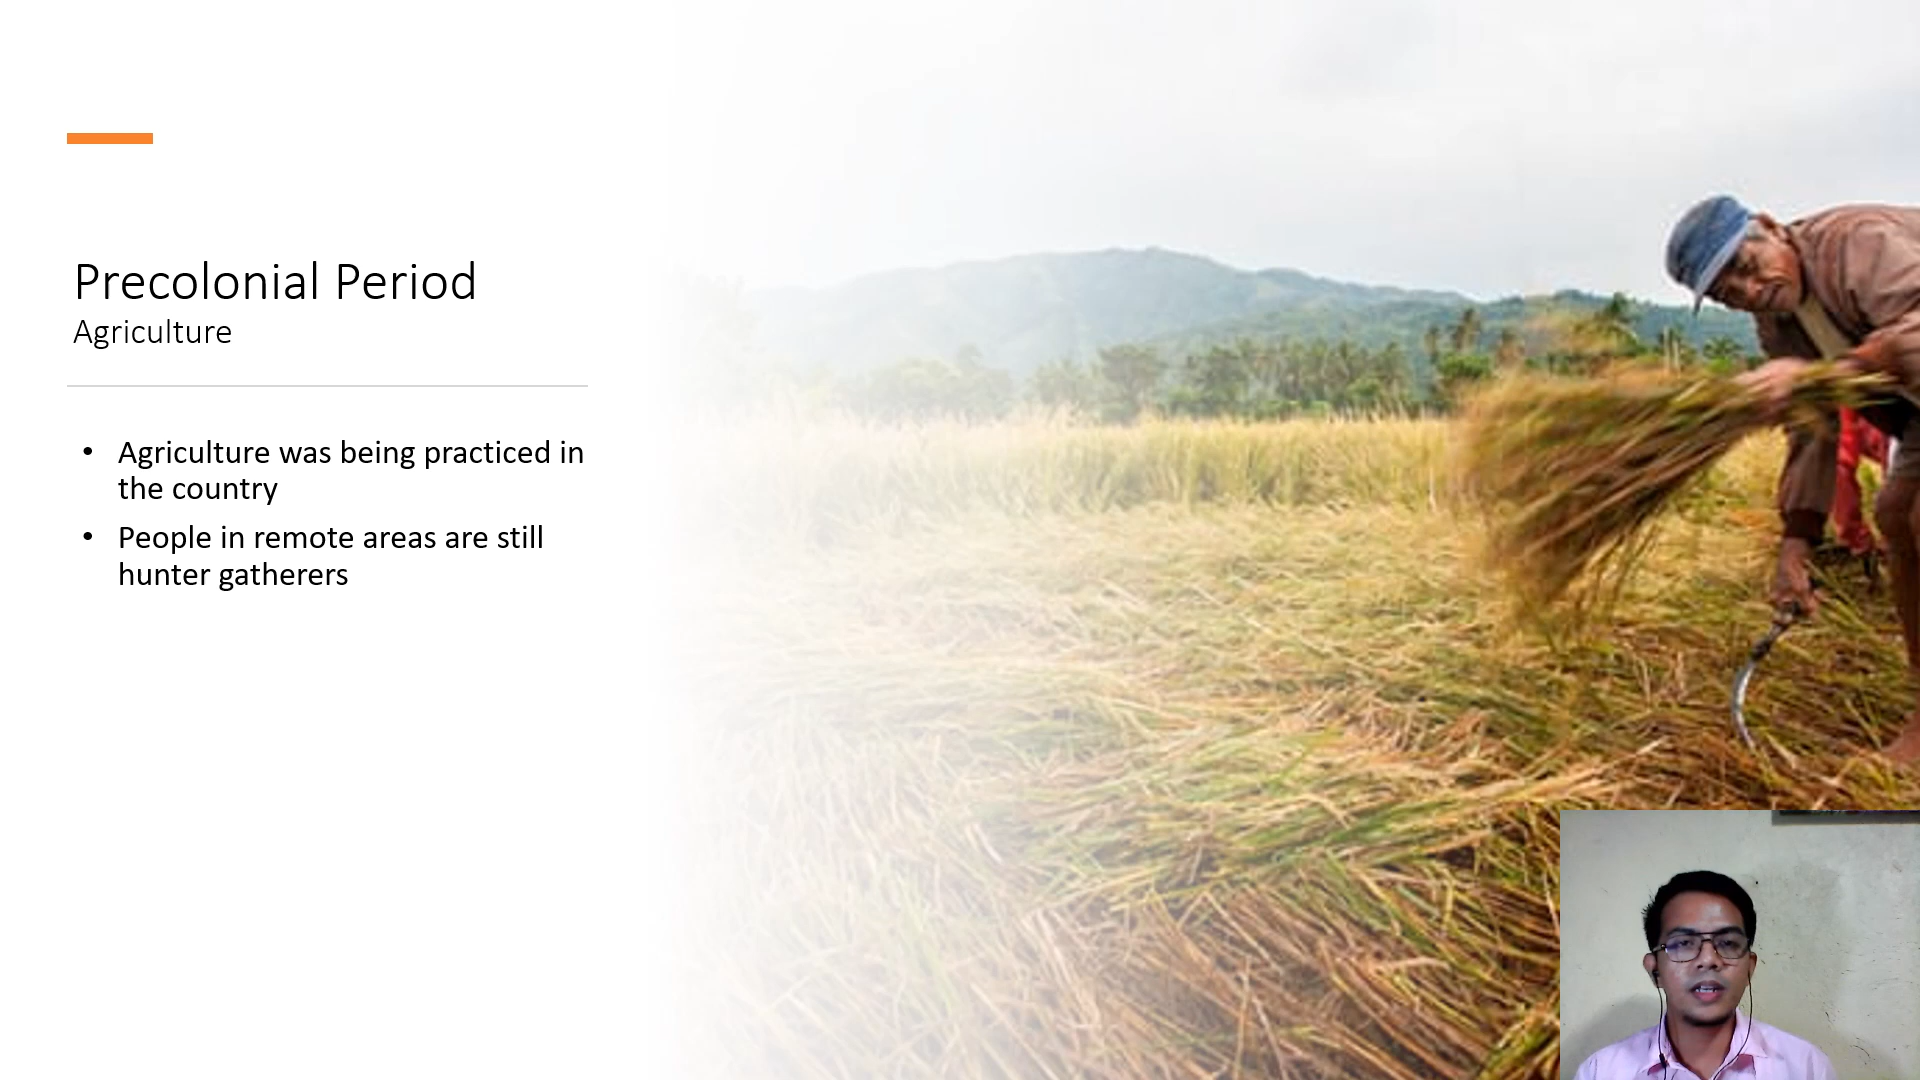 Precolonial Period
Agriculture
• Agriculture was being practiced in
the country
• People in remote areas are still
hunter gatherers